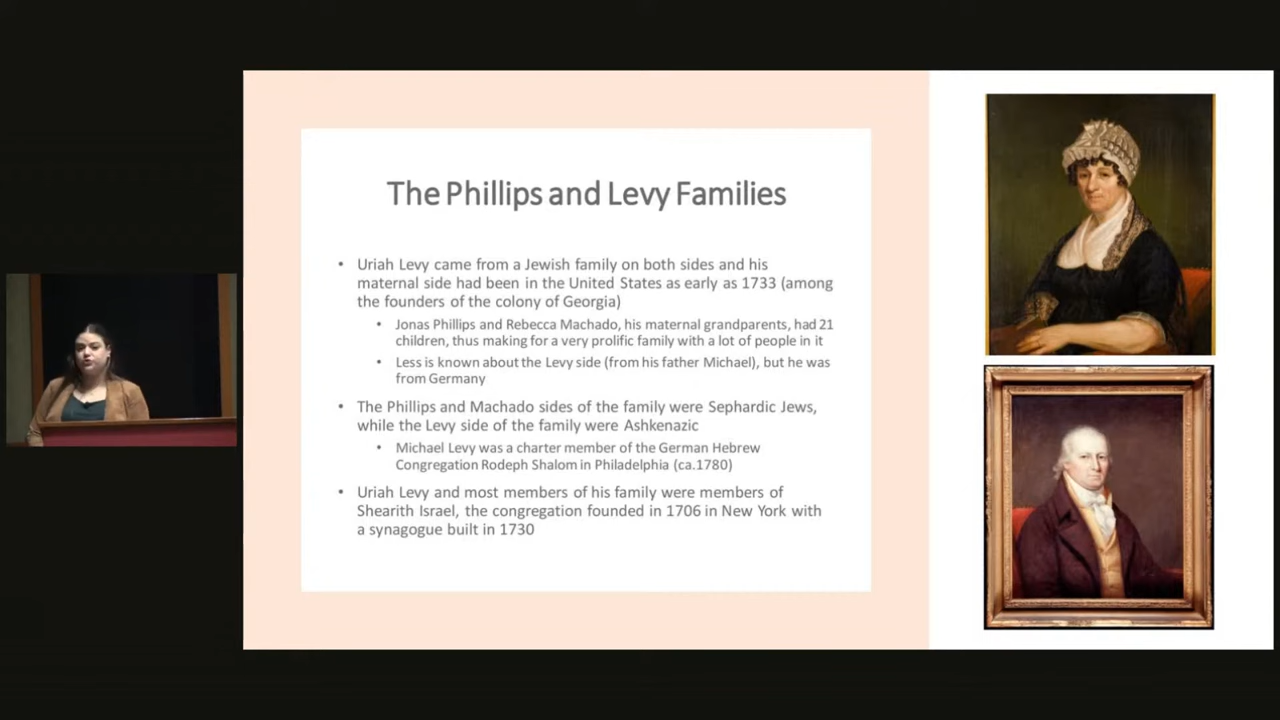 The Phillips and Levy Families
• Uriah Levy came from a Jewish family on both sides and his
maternal side had been in the United States as early as 1733 (among
the founders of the colony of Georgia)
• Jonas Phillips and Rebecca Machado, his maternal grandparents, had 21
children, thus making for a very prolific family with a lot of people in it
• Less is known about the Levy side (from his father Michael), but he was
from Germany
• The Phillips and Machado sides of the family were Sephardic Jews,
while the Levy side of the family were Ashkenazic
• Michael Levy was a charter member of the German Hebrew
Congregation Rodeph Shalom in Philadelphia (ca.1780)
• Uriah Levy and most members of his family were members of
Shearith Israel, the congregation founded in 1706 in New York with
a synagogue built in 1730